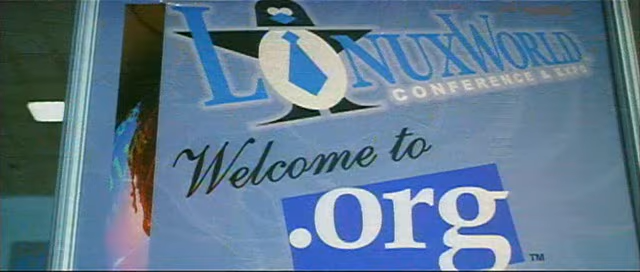 LINUXWORLD
CONFERENCE & EXPO
Welcome to
.org
TM